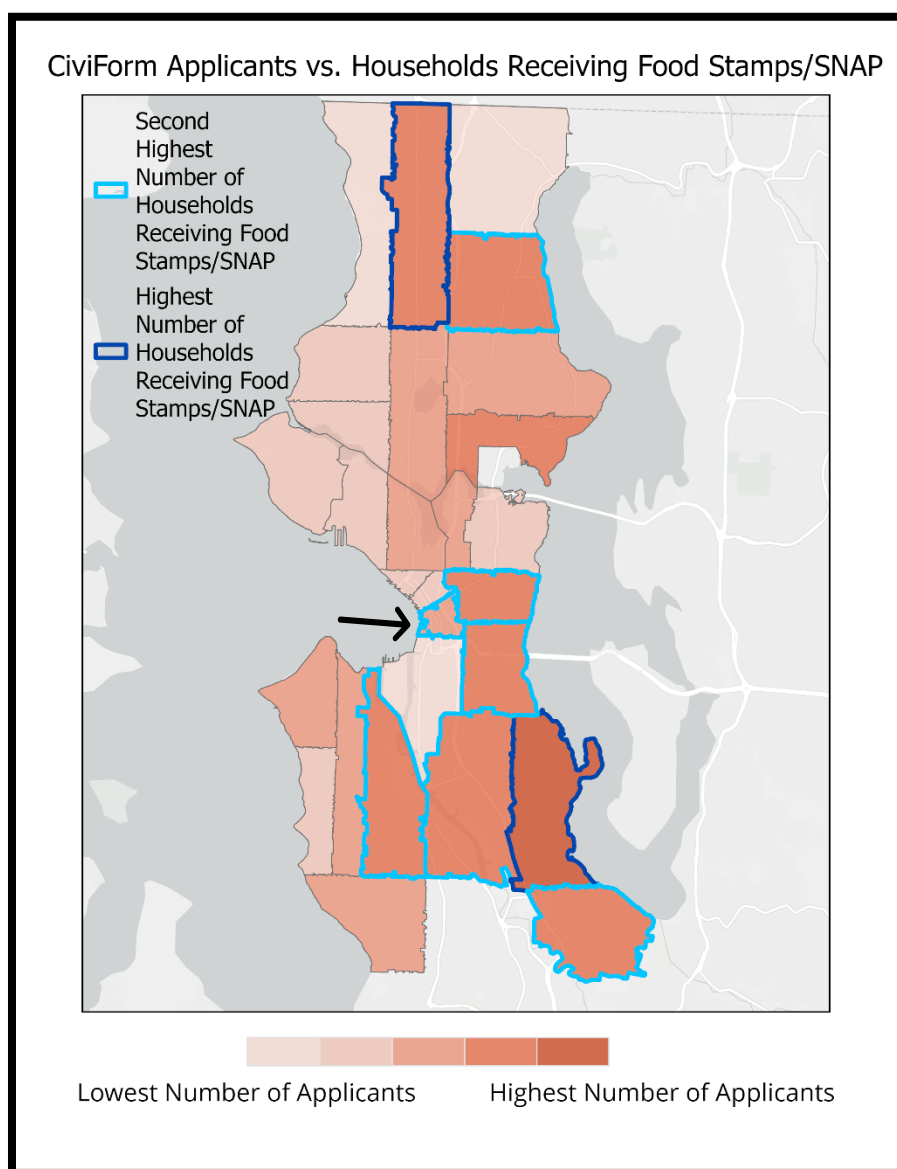 CiviForm Applicants vs. Households Receiving Food Stamps/SNAP
Second
Highest
Number of
Households
Receiving Food
Stamps/SNAP
Highest
Number of
Households
Receiving Food
Stamps/SNAP
Lowest Number of Applicants
Highest Number of Applicants